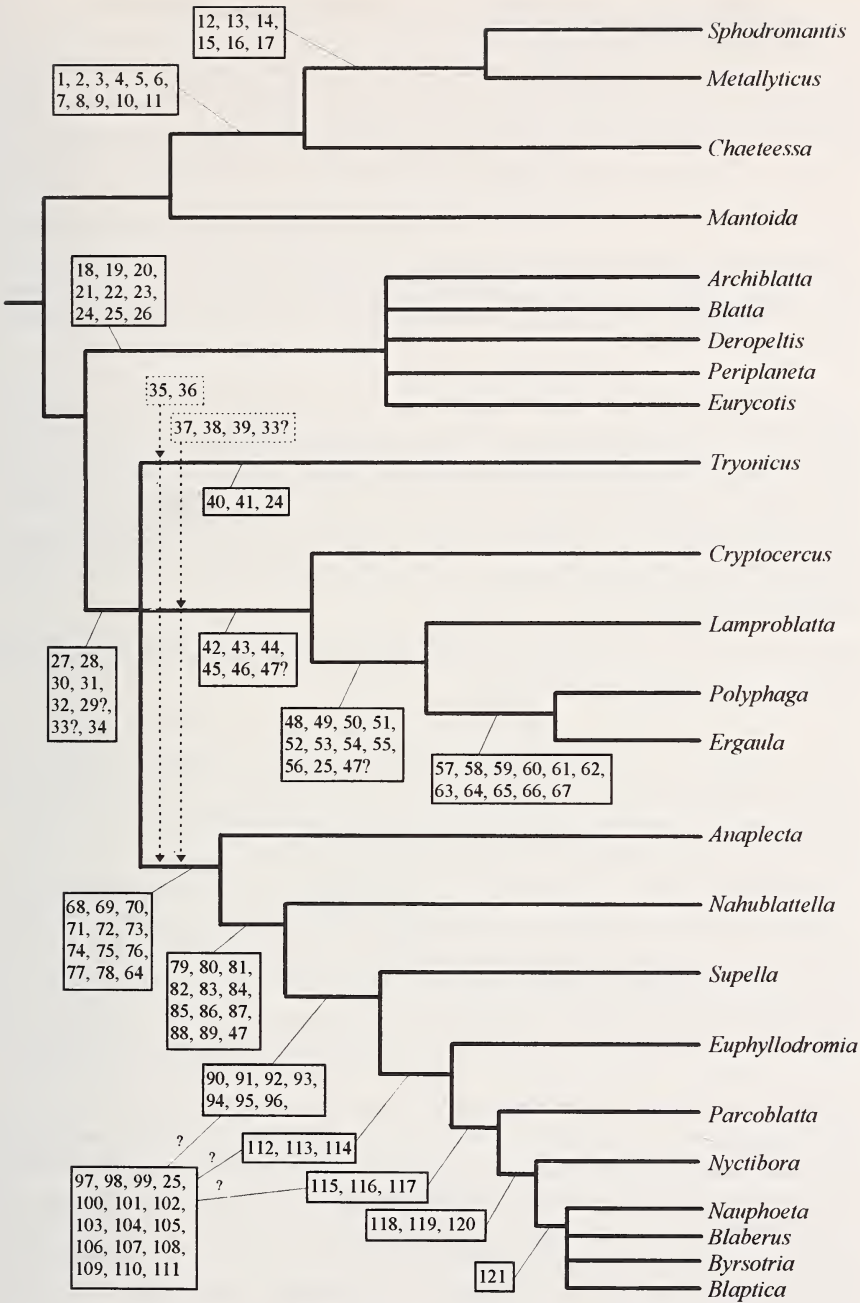 12, 13, 14,
15, 16, 17
Sphodromantis
1, 2, 3, 4, 5, 6,
7, 8, 9, 10, 11
Metallyticus
Chaeteessa
Mantoida
18, 19, 20,
21, 22, 23,
24, 25, 26
Archiblatta
Blatta
Deropeltis
Periplaneta
Eurycotis
35, 36
37, 38, 39, 33?
Tryonicus
40, 41, 24
Cryptocercus
27, 28,
30, 31,
32, 29?,
33?, 34
42, 43, 44,
45, 46, 47?
Lamproblatta
48, 49, 50, 51,
52, 53, 54, 55,
56, 25, 47?
Polyphaga
Ergaula
57, 58, 59, 60, 61, 62,
63, 64, 65, 66, 67
Anaplecta
68, 69, 70,
71, 72, 73,
74, 75, 76,
77, 78, 64
Nahublattella
79, 80, 81,
82, 83, 84,
85, 86, 87,
88, 89, 47
Supella
Euphyllodromia
90, 91, 92, 93,
94, 95, 96,
Parcoblatta
?
112, 113, 114
?
?
Nyctibora
97, 98, 99, 25,
100, 101, 102,
103, 104, 105,
106, 107, 108,
109, 110, 111
115, 116, 117
118, 119, 120
Nauphoeta
Blaberus
Byrsotria
Blaptica
121